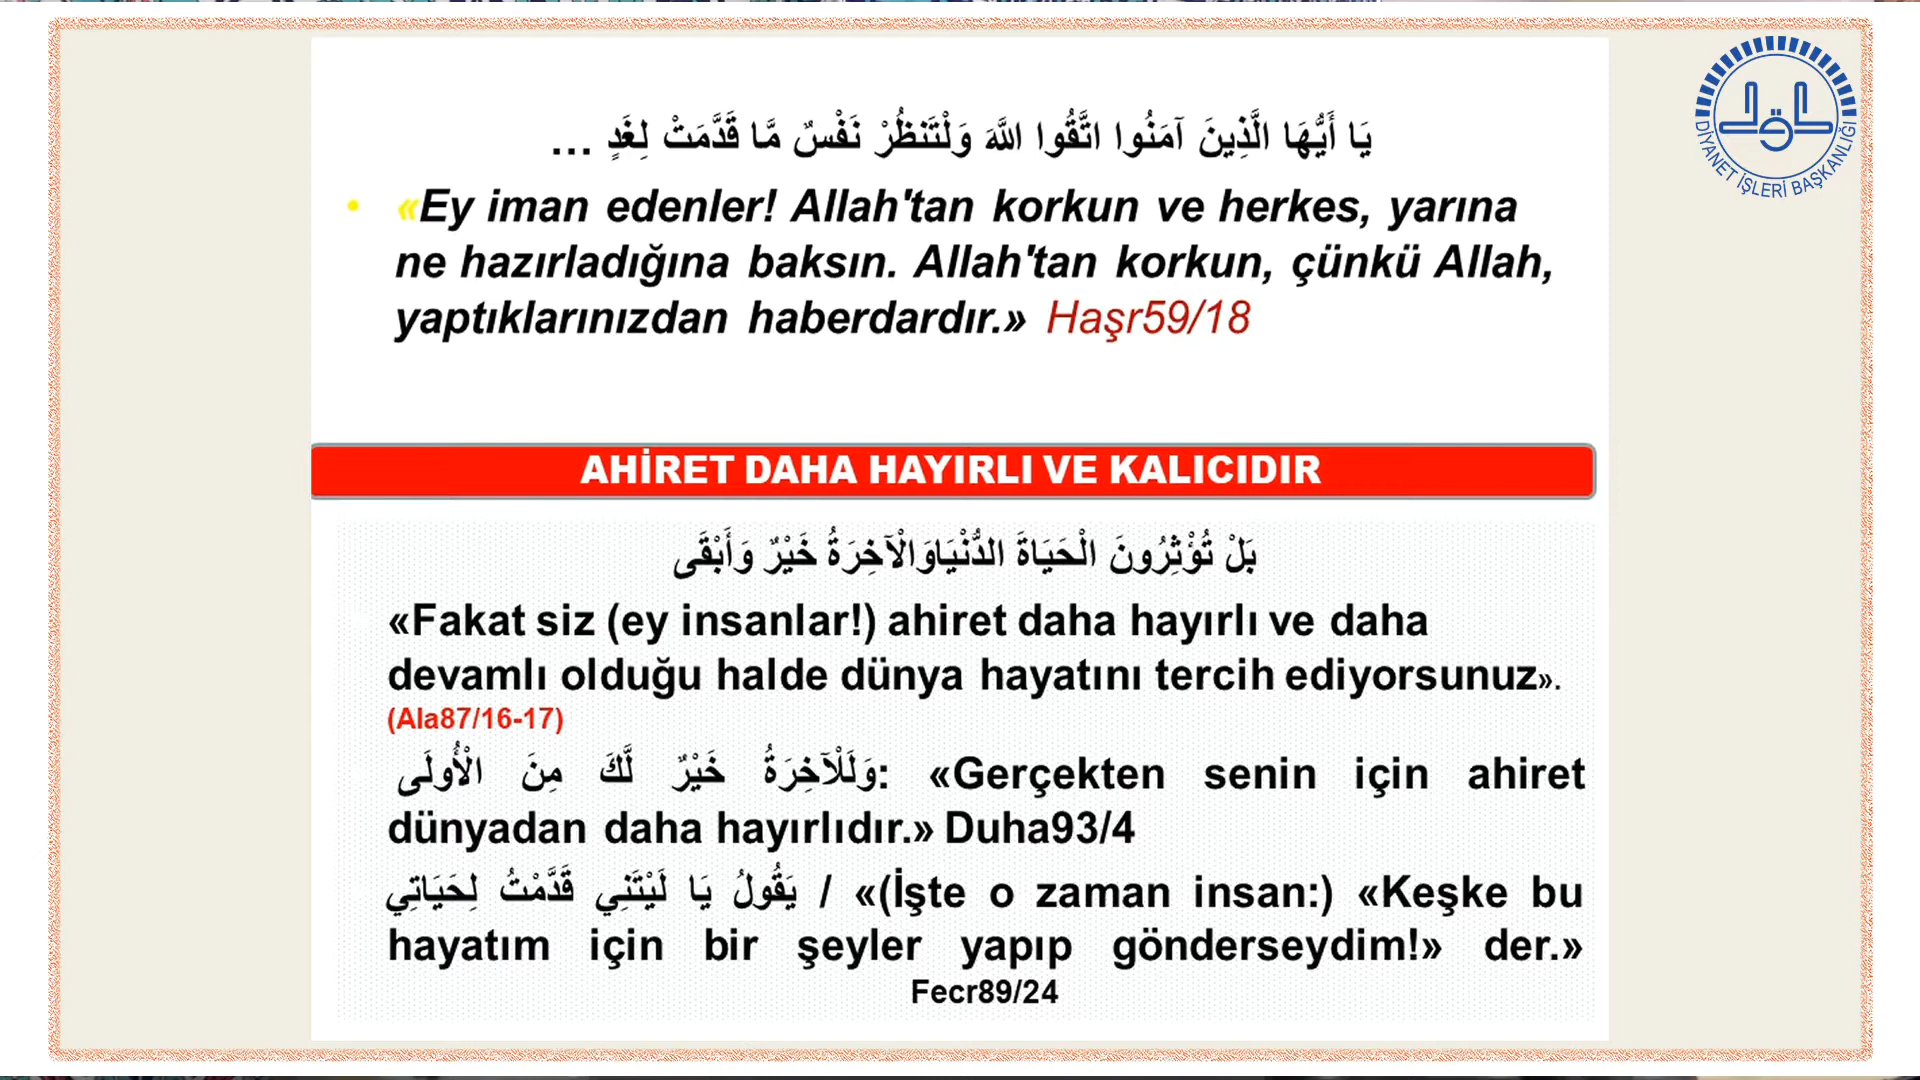 يَا أَيُّهَا الَّذِينَ آمَنُوا اتَّقُوا اللَّهَ وَلْتَنظُرْ نَفْسٌ مَّا قَدَّمَتْ لِغَدٍ ...
• «Ey iman edenler! Allah'tan korkun ve herkes, yarına
ne hazırladığına baksın. Allah'tan korkun, çünkü Allah,
yaptıklarınızdan haberdardır.» Haşr59/18
DİYANET İŞLERİ BAŞKANLIĞI
AHİRET DAHA HAYIRLI VE KALICIDIR
بَلْ تُؤْثِرُونَ الْحَيَاةَ الدُّنْيَاوَالْآخِرَةُ خَيْرٌ وَأَبْقَى
«Fakat siz (ey insanlar!) ahiret daha hayırlı ve daha
devamlı olduğu halde dünya hayatını tercih ediyorsunuz».
(Ala87/16-17)
وَلَلْآخِرَةُ خَيْرٌ لَّكَ مِنَ الْأُولَى: «Gerçekten senin için ahiret
dünyadan daha hayırlıdır.» Duha93/4
يَقُولُ يَا لَيْتَنِي قَدَّمْتُ لِحَيَاتِي / «(İşte o zaman insan:) «Keşke bu
hayatım için bir şeyler yapıp gönderseydim!» der.»
Fecr89/24